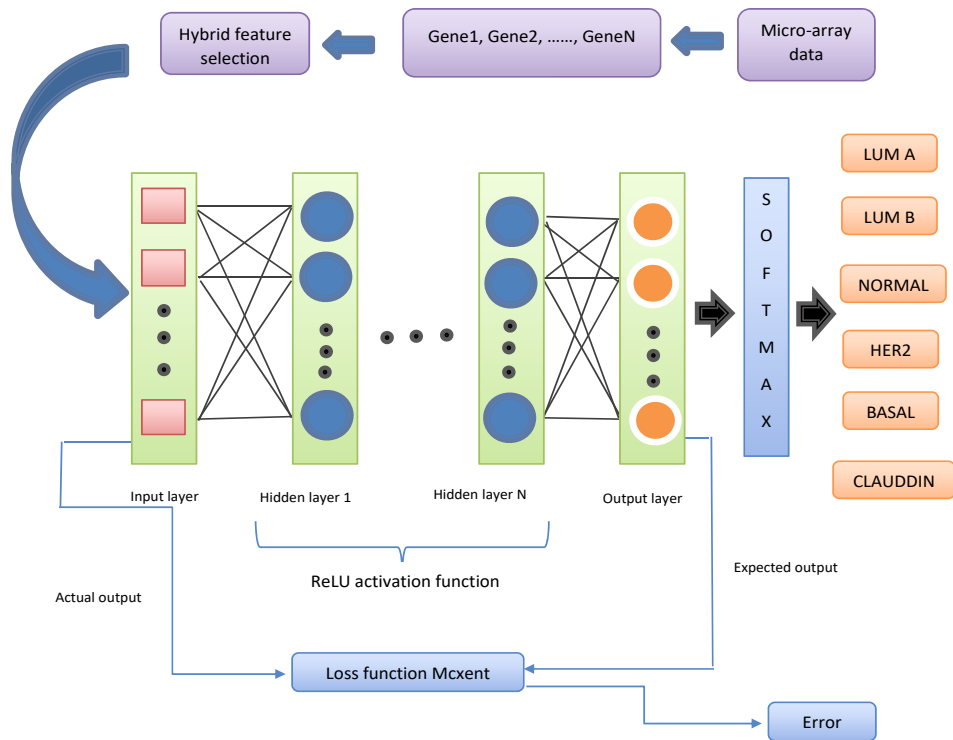 Hybrid feature
selection
Gene1, Gene2, ……, GeneN
Micro-array
data
LUM A
LUM B
NORMAL
HER2
BASAL
CLAUDDIN
S
O
F
T
M
A
X
Input layer
Hidden layer 1
Hidden layer N
Output layer
ReLU activation function
Actual output
Expected output
Loss function Mcxent
Error